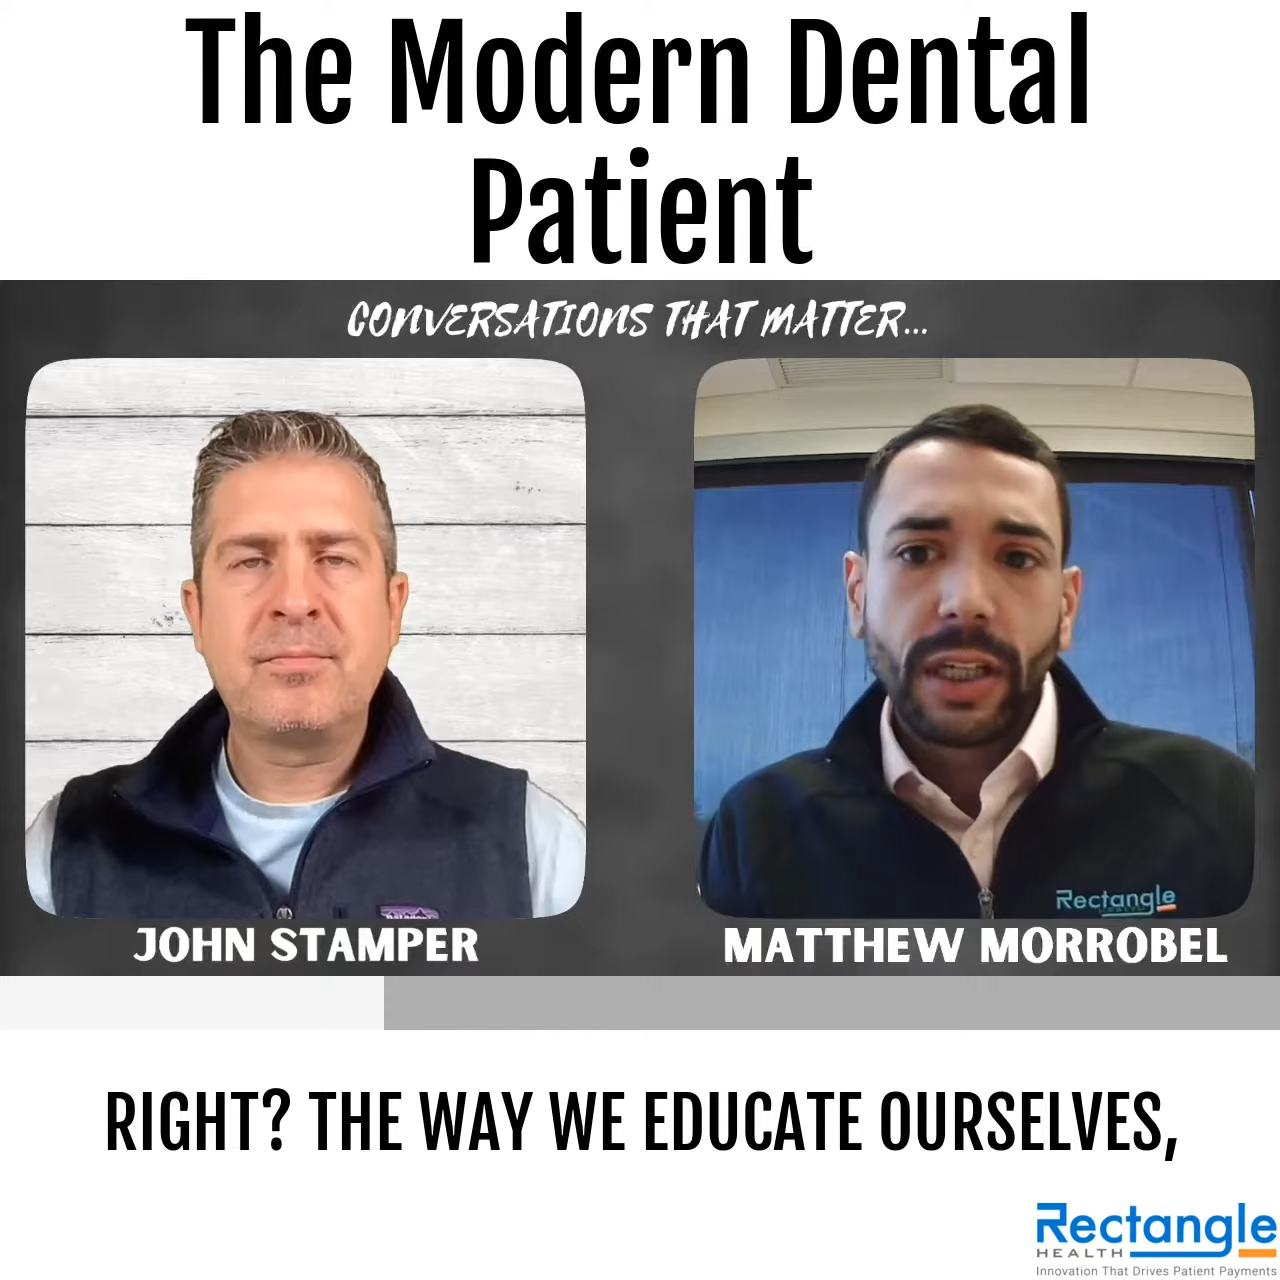 The Modern Dental
Patient
CONVERSATIONS THAT MATTER...
Rectangle
JOHN STAMPER
MATTHEW MORROBEL
RIGHT? THE WAY WE EDUCATE OURSELVES,
Rectangle
HEALTH
Innovation That Drives Patient Payments